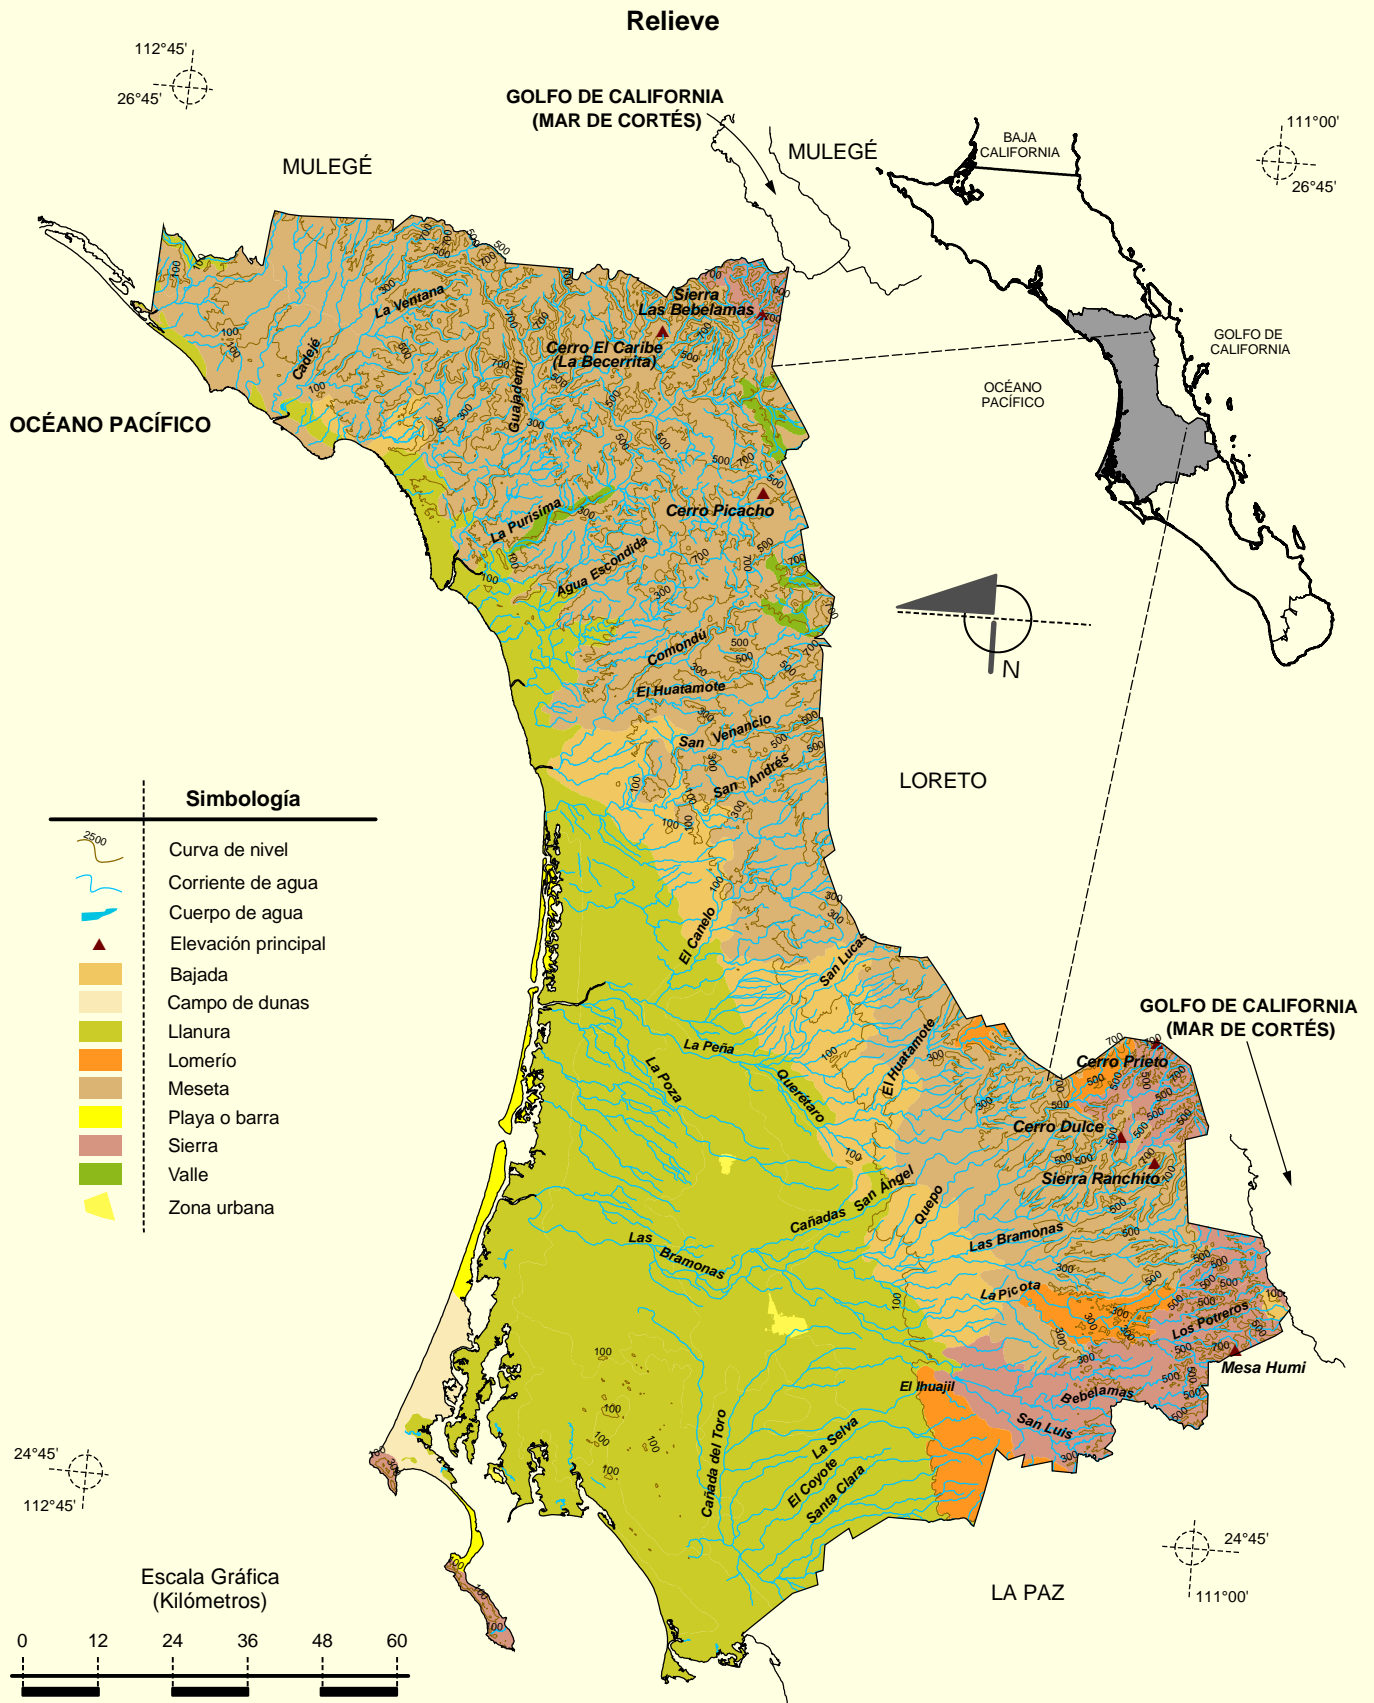 Relieve
112°45'
26°45'
GOLFO DE CALIFORNIA
(MAR DE CORTÉS)
MULEGÉ
MULEGÉ
BAJA
CALIFORNIA
111°00'
26°45'
Sierra
Las Bebelamas
La Ventana
Cerro El Caribe
(La Becerrita)
Cadejé
Guajademí
GOLFO DE
CALIFORNIA
OCÉANO
PACÍFICO
OCÉANO PACÍFICO
Cerro Picacho
La Purisíma
Agua Escondida
Comondú
El Huatamote
San Venancio
San Andrés
N
LORETO
Simbología
2500
Curva de nivel
Corriente de agua
Cuerpo de agua
Elevación principal
Bajada
Campo de dunas
Llanura
Lomerío
Meseta
Playa o barra
Sierra
Valle
Zona urbana
El Canelo
San Lucas
GOLFO DE CALIFORNIA
(MAR DE CORTÉS)
La Peña
La Poza
Querétaro
El Huatamote
Cerro Prieto
Cerro Dulce
Sierra Ranchito
Cañadas San Ángel
Quepo
Las Bramonas
Las Bramonas
La Picota
Los Potreros
Mesa Humi
El Ihuajil
Bebelamas
San Luis
Cañada del Toro
La Selva
El Coyote
Santa Clara
24°45'
112°45'
24°45'
111°00'
LA PAZ
Escala Gráfica
(Kilómetros)
0 12 24 36 48 60